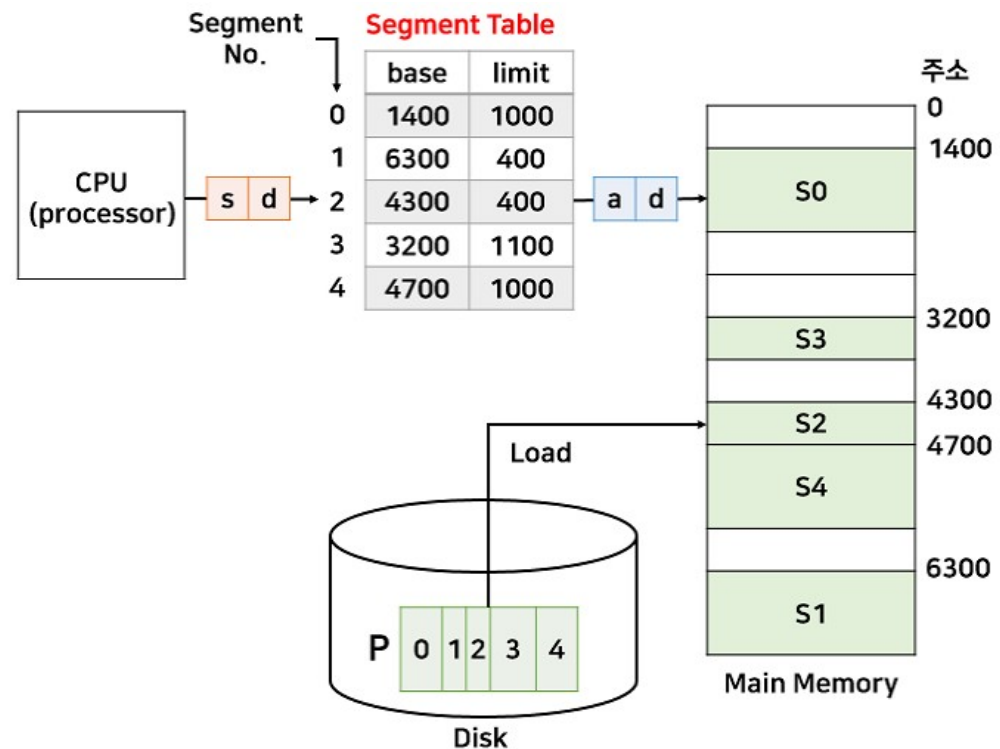 Segment
No.
Segment Table
base limit
0 1400 1000
1 6300 400
2 4300 400
3 3200 1100
4 4700 1000
CPU
(processor)
s d
a d
주소
0
1400
S0
3200
S3
4300
S2
4700
S4
6300
S1
Main Memory
Load
P 0 1 2 3 4
Disk